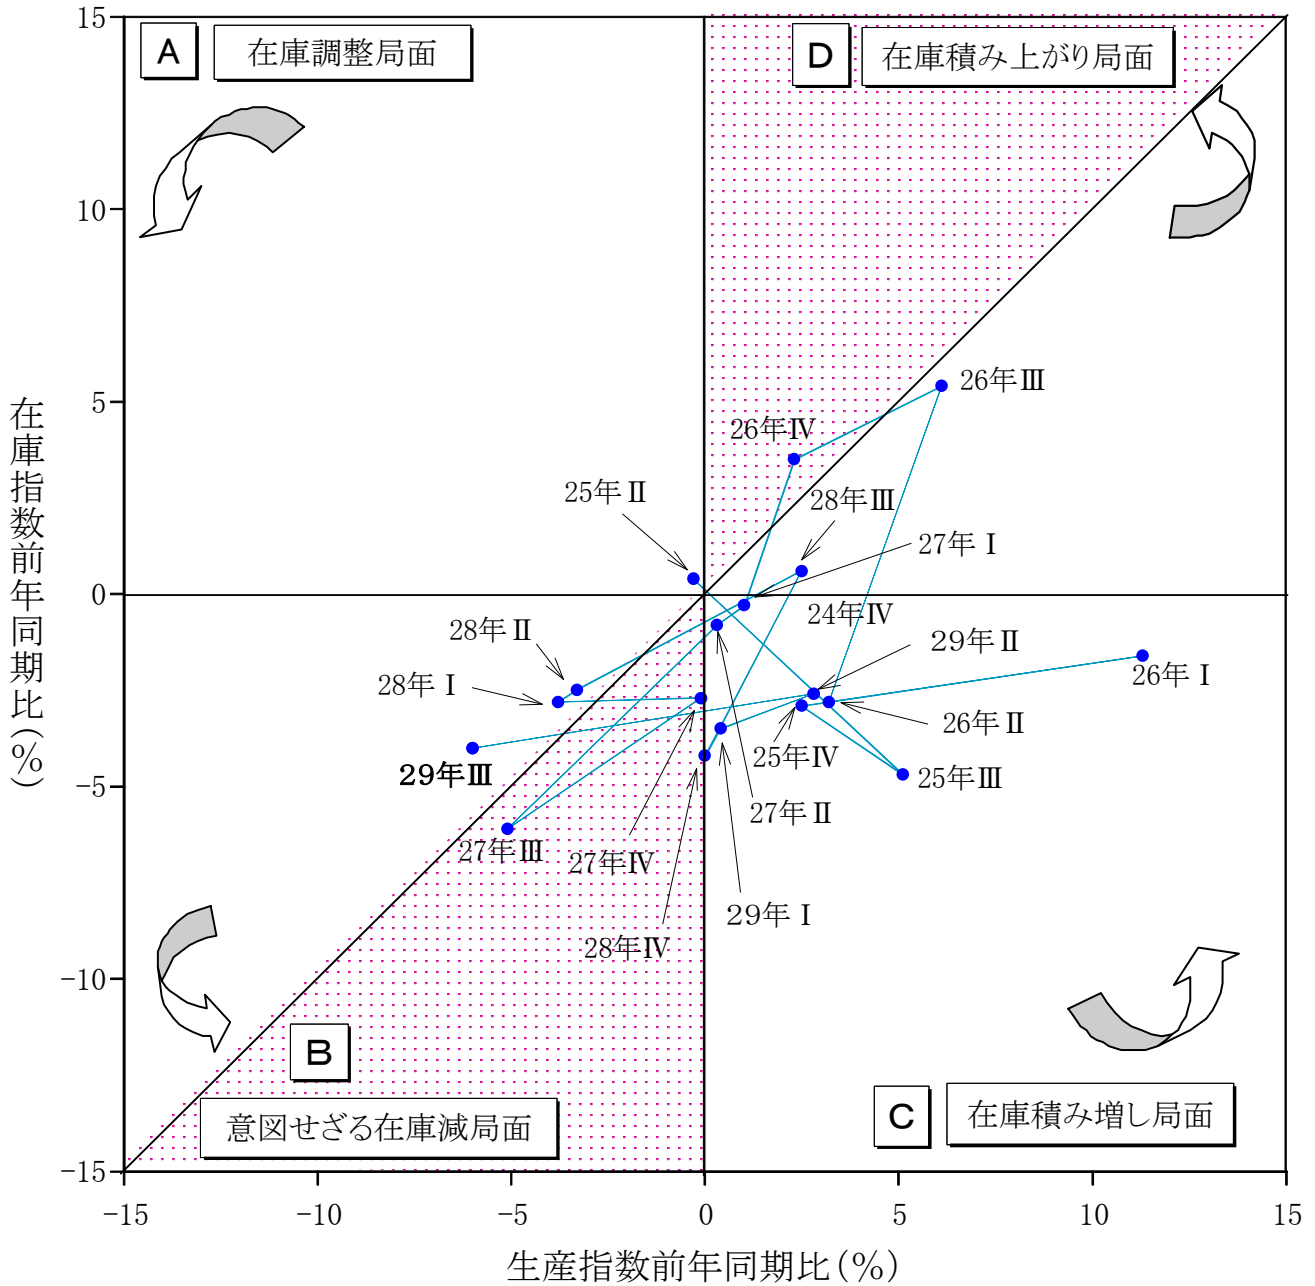 15
A
在庫調整局面
D
在庫積み上がり局面
10
5
26年Ⅲ
26年Ⅳ
25年Ⅱ
28年Ⅲ
27年Ⅰ
0
24年Ⅳ
28年Ⅱ
29年Ⅱ
28年Ⅰ
26年Ⅰ
26年Ⅱ
25年Ⅳ
29年Ⅲ
25年Ⅲ
-5
27年Ⅱ
27年Ⅲ
27年Ⅳ
29年Ⅰ
28年Ⅳ
-10
B
意図せざる在庫減局面
C
在庫積み増し局面
-15
-15
-10
-5
0
5
10
15
在庫指数前年同期比(%)
生産指数前年同期比(%)